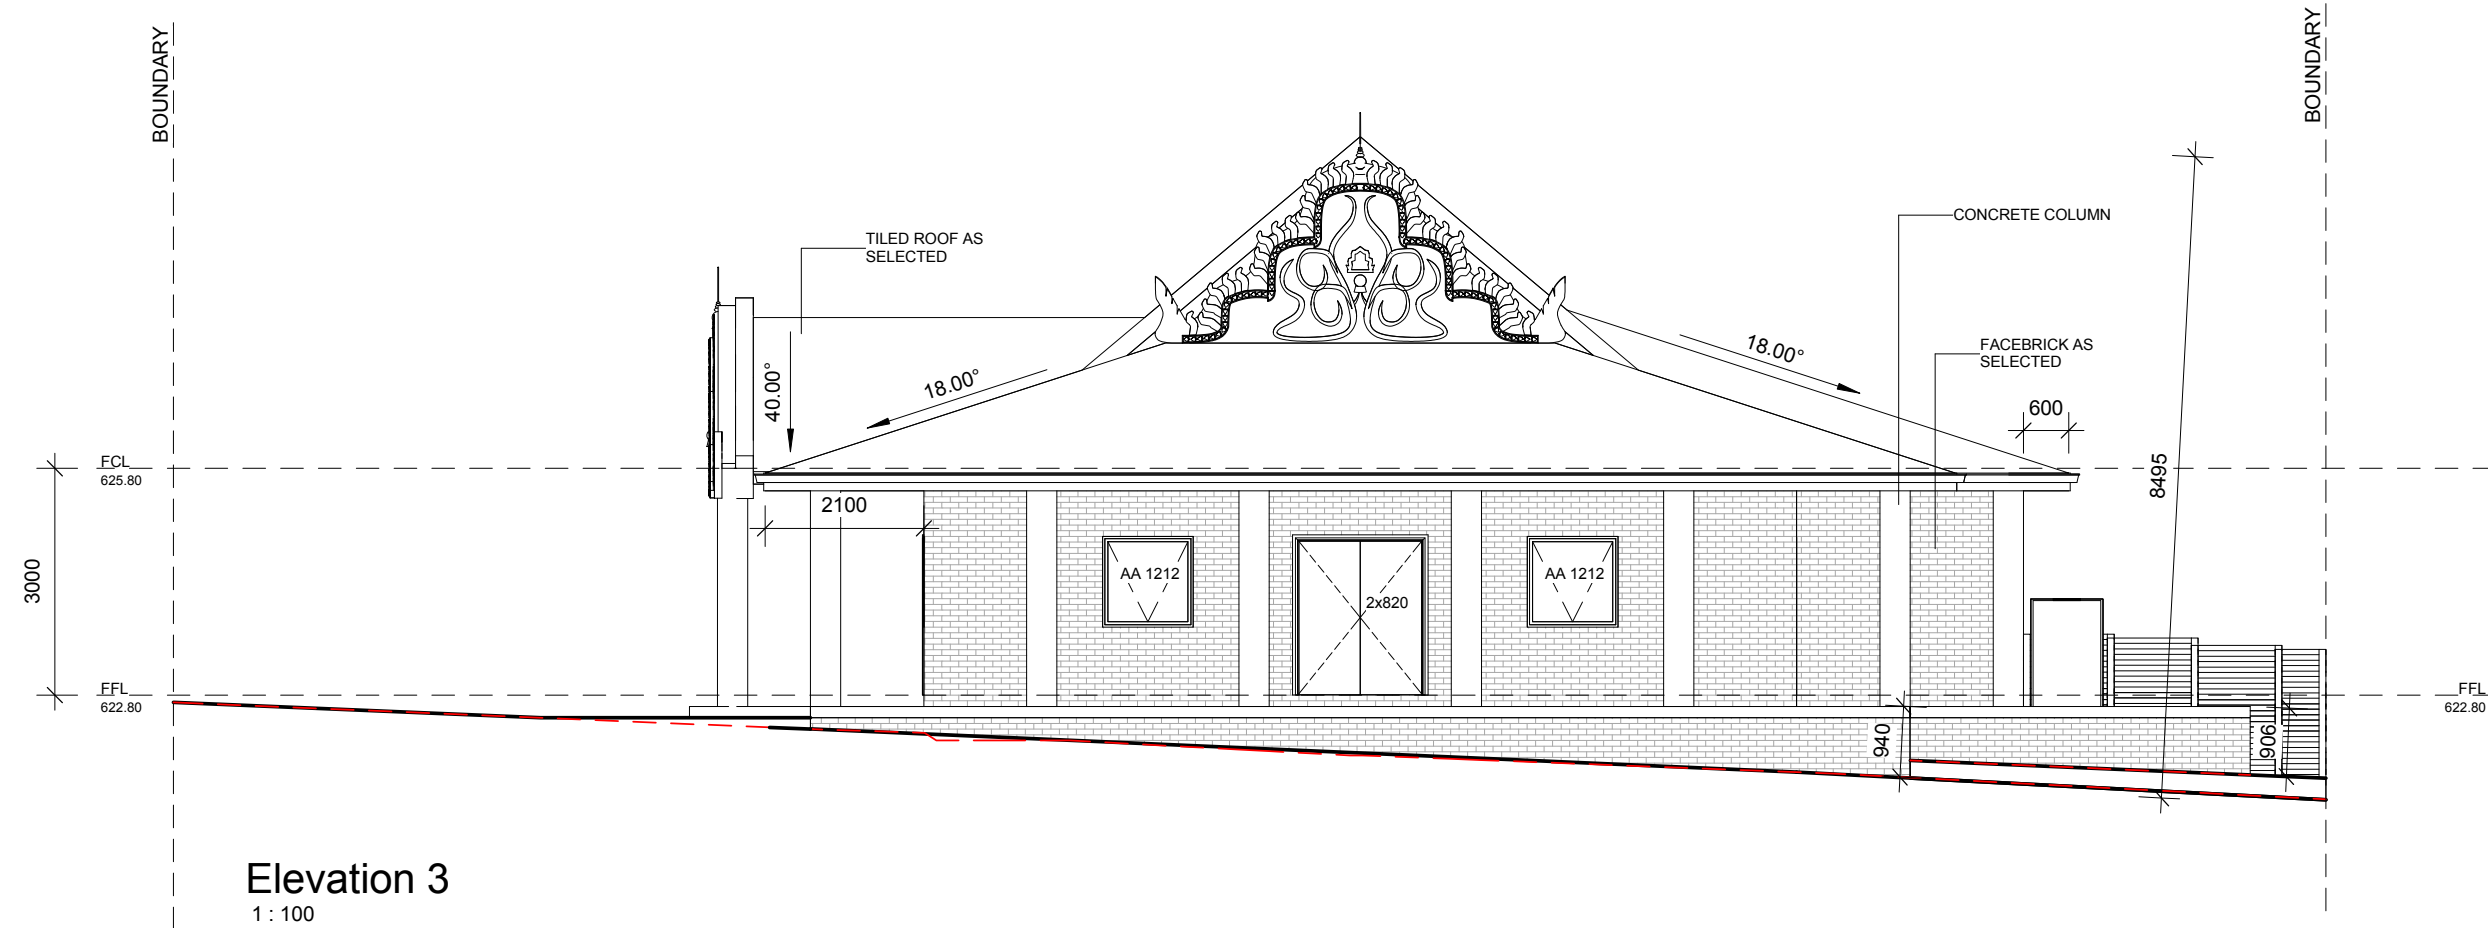 BOUNDARY
BOUNDARY
TILED ROOF AS
SELECTED
CONCRETE COLUMN
FACEBRICK AS
SELECTED
18.00°
18.00°
40.00°
600
FCL
625.80
8495
2100
3000
AA 1212
AA 1212
2x820
FFL
622.80
FFL
622.80
940
906
Elevation 3
1 : 100